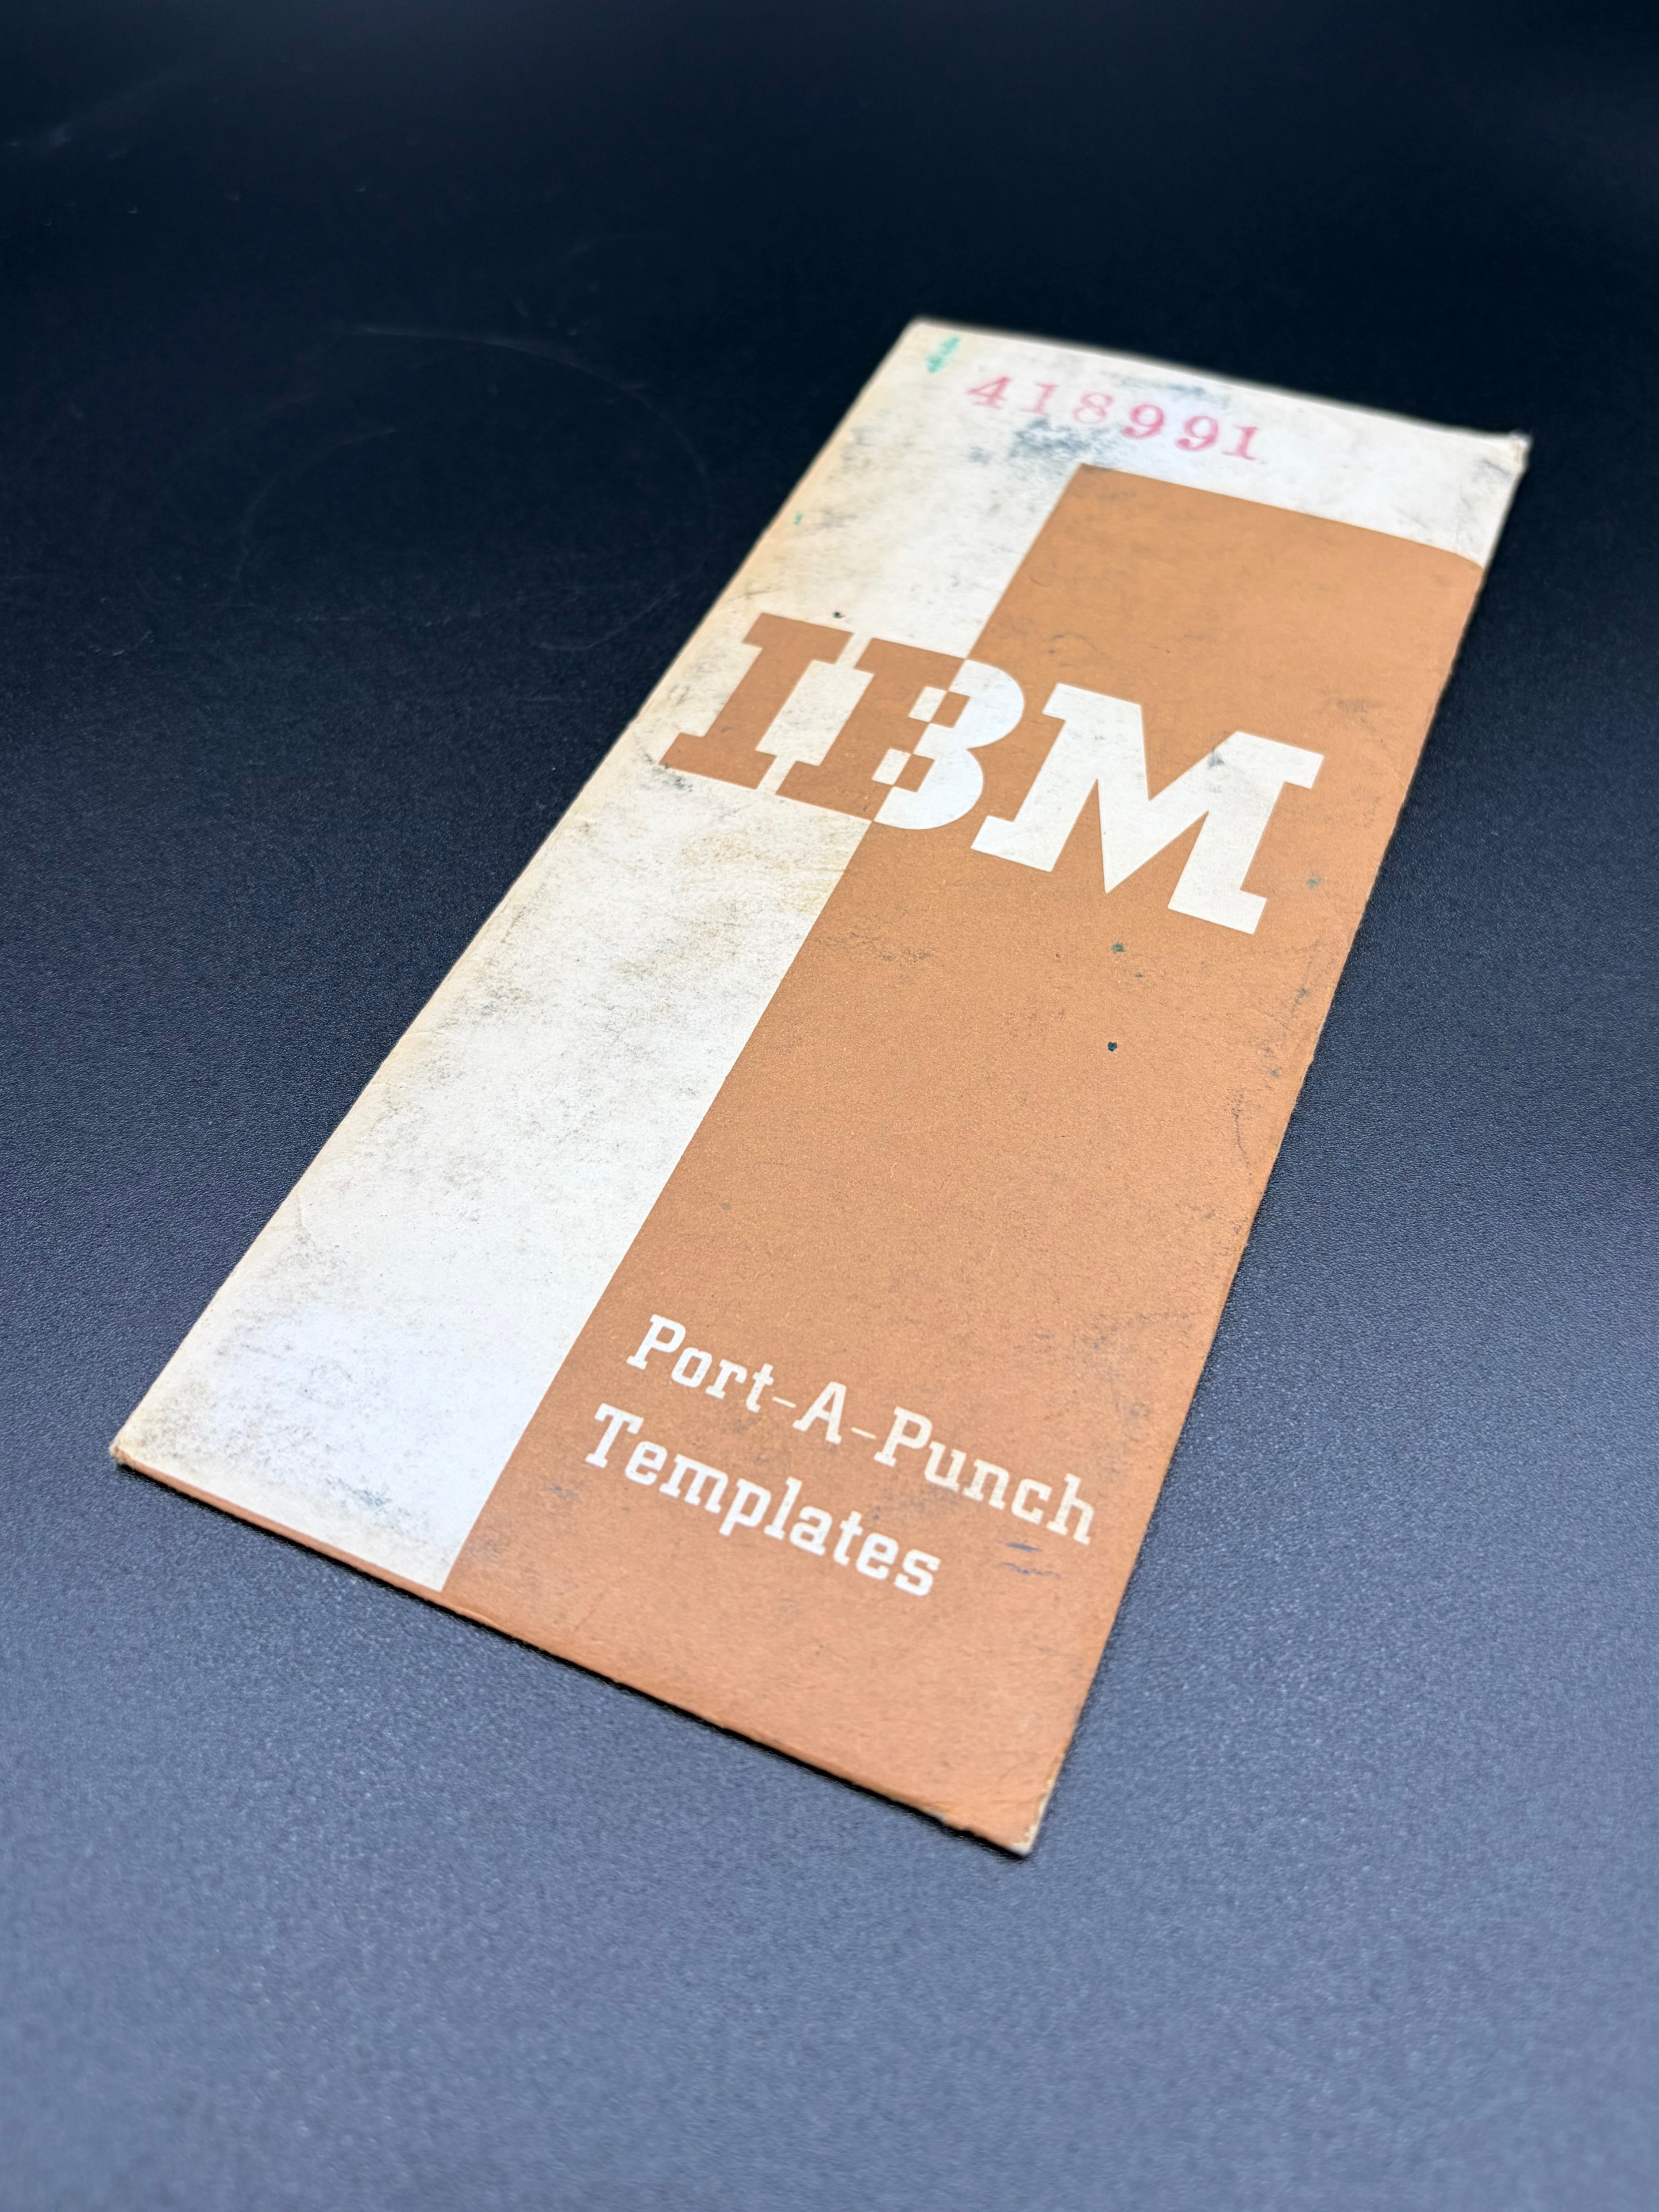 418991
IBM
Port-A-Punch
Templates